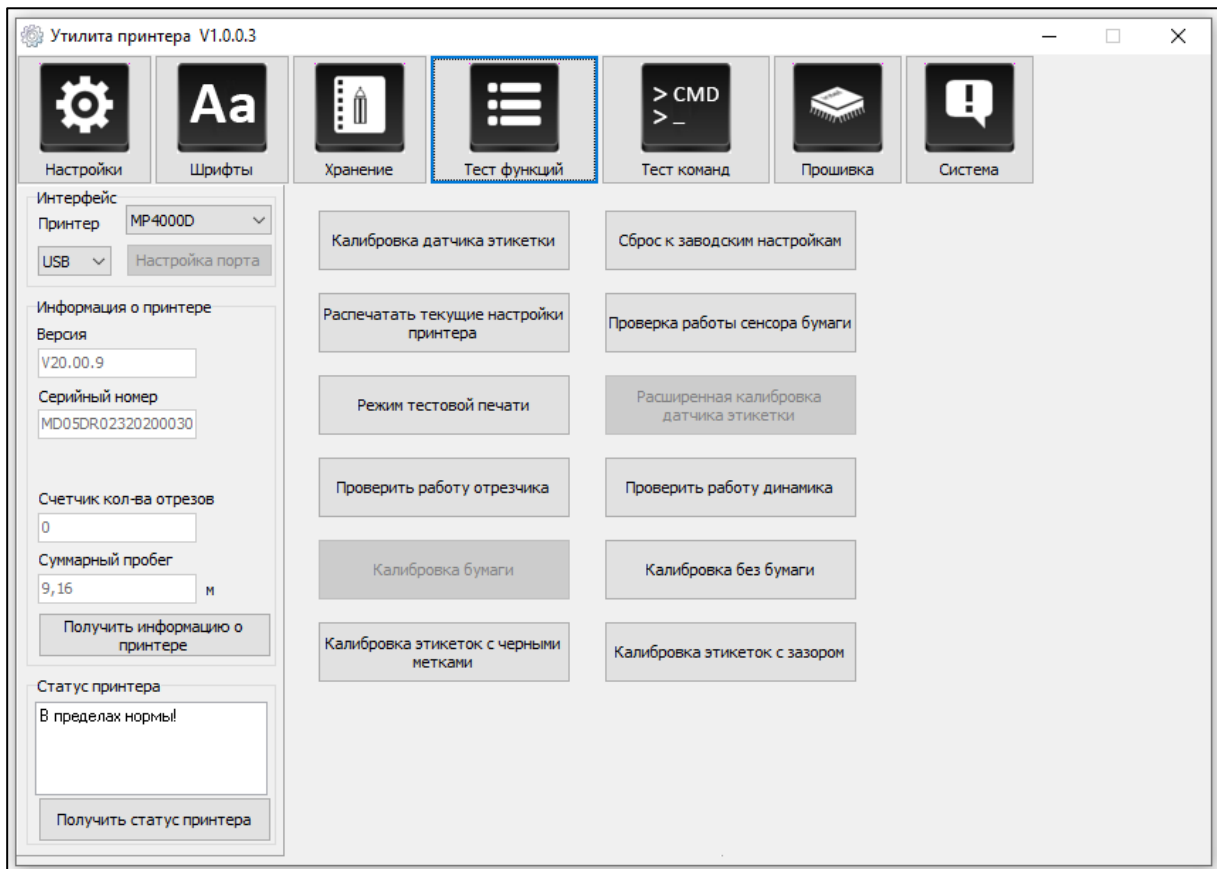 Утилита принтера V1.0.0.3
Aa
> CMD
> _
Настройки
Шрифты
Хранение
Тест функций
Тест команд
Прошивка
Система
Интерфейс
Принтер
MP4000D
USB
Настройка порта
Информация о принтере
Версия
V20.00.9
Серийный номер
MD05DR02320200030
Счетчик кол-ва отрезов
0
Суммарный пробег
9,16
м
Получить информацию о
принтере
Статус принтера
В пределах нормы!
Получить статус принтера
Калибровка датчика этикетки
Сброс к заводским настройкам
Распечатать текущие настройки
принтера
Проверка работы сенсора бумаги
Режим тестовой печати
Расширенная калибровка
датчика этикетки
Проверить работу отрезчика
Проверить работу динамика
Калибровка бумаги
Калибровка без бумаги
Калибровка этикеток с черными
метками
Калибровка этикеток с зазором